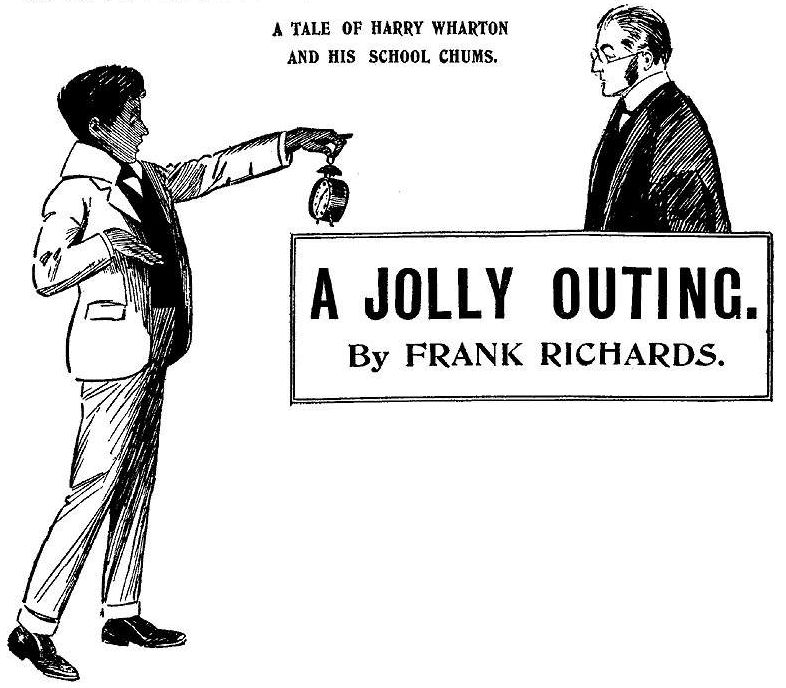 A TALE OF HARRY WHARTON
AND HIS SCHOOL CHUMS.
A JOLLY OUTING.
By FRANK RICHARDS.